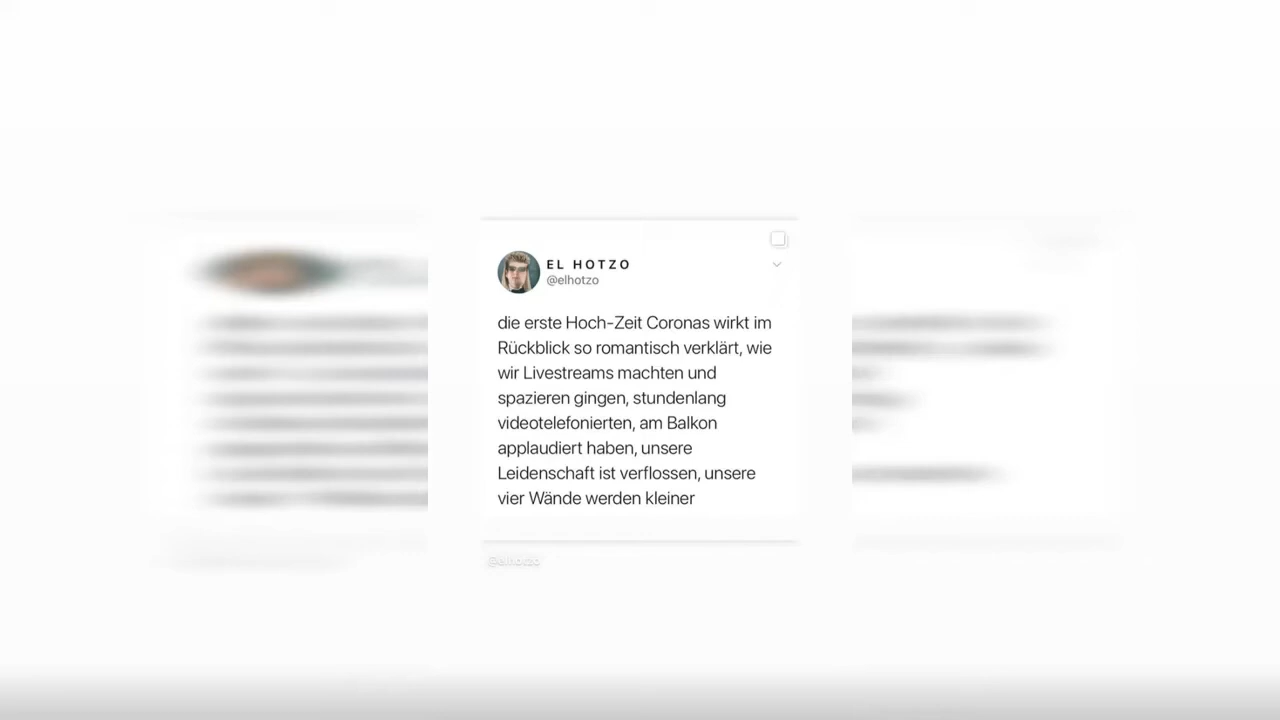 EL HOTZO
@elhotzo
die erste Hoch-Zeit Coronas wirkt im
Rückblick so romantisch verklärt, wie
wir Livestreams machten und
spazieren gingen, stundenlang
videotelefonierten, am Balkon
applaudiert haben, unsere
Leidenschaft ist verflossen, unsere
vier Wände werden kleiner
@elhotzo